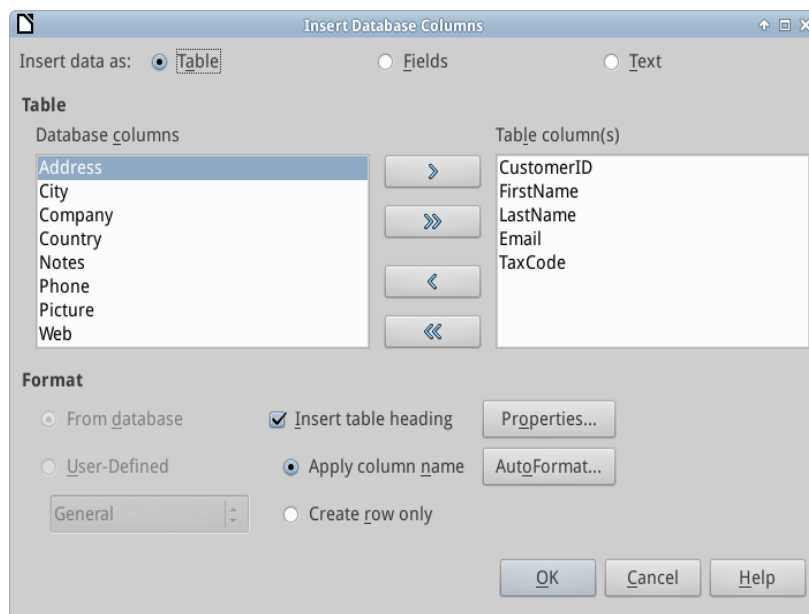 Insert Database Columns
Insert data as: Table Fields Text
Table
Database columns
Address
City
Company
Country
Notes
Phone
Picture
Web
Table column(s)
CustomerID
FirstName
LastName
Email
TaxCode
Format
From database Insert table heading Properties...
User-Defined Apply column name AutoFormat...
General Create row only
OK Cancel Help